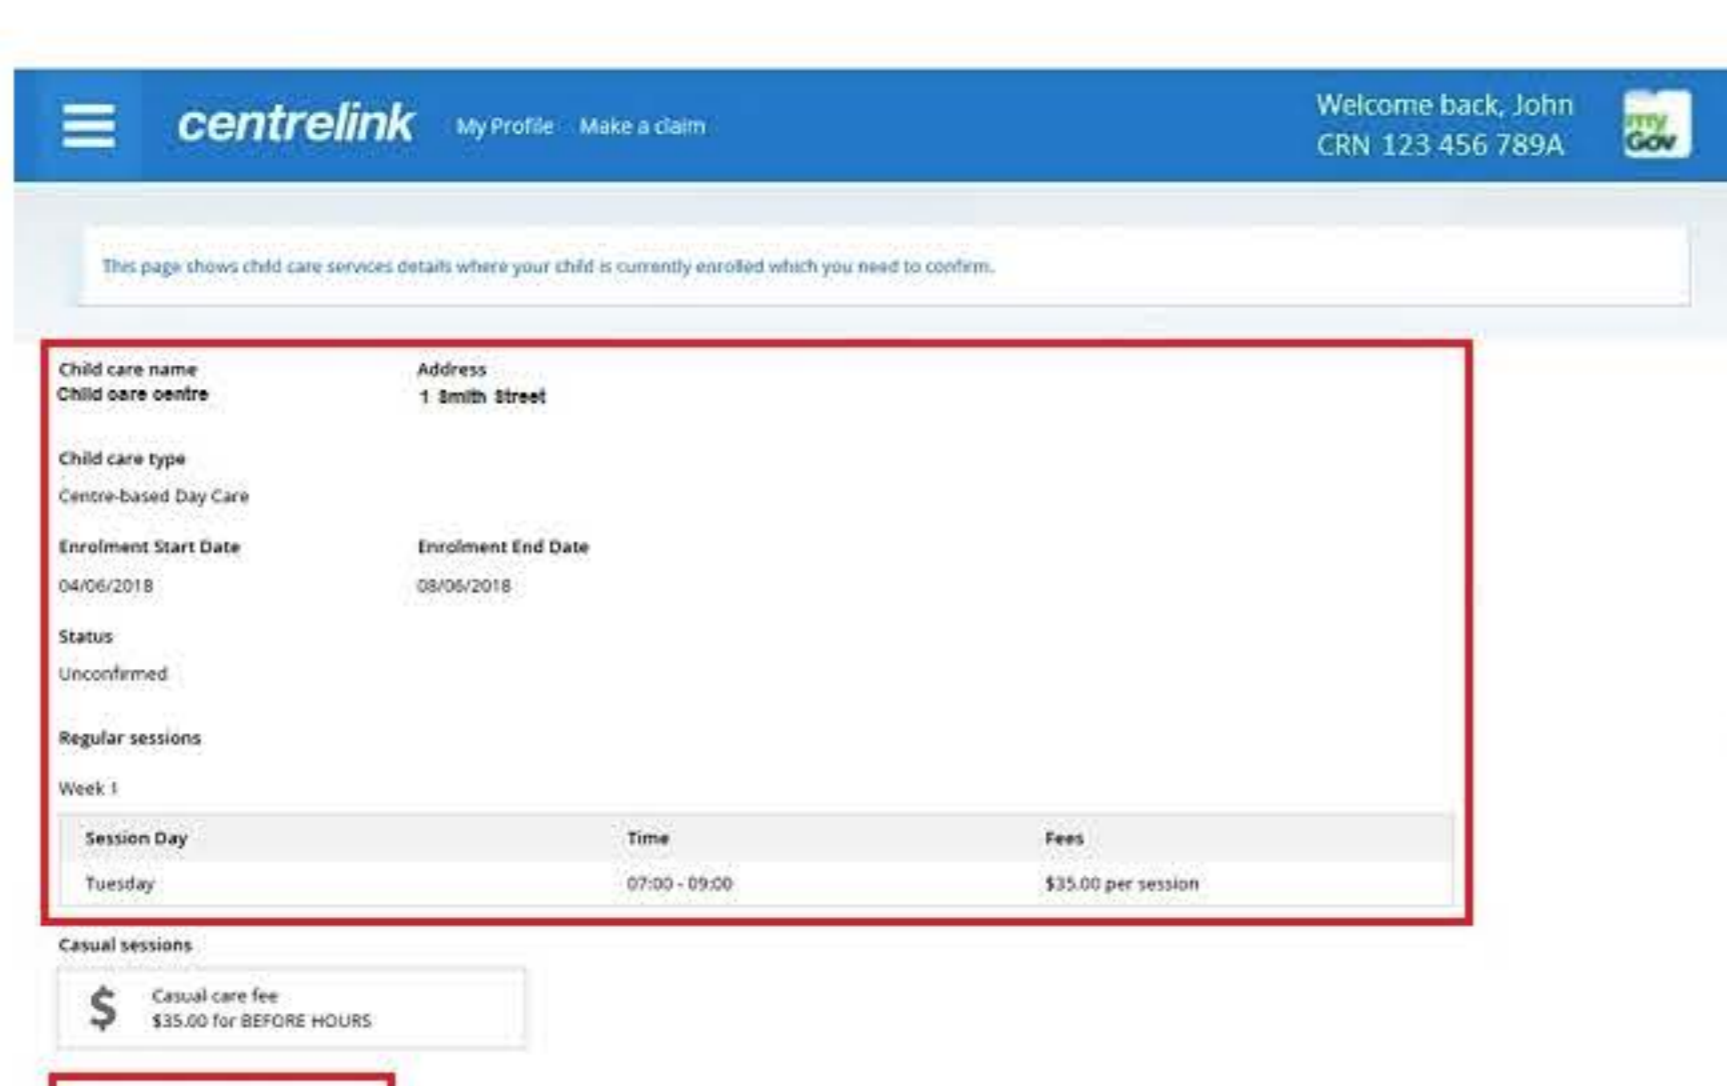 centrelink My Profile Make a claim
Welcome back, John
CRN 123 456 789A
my
Gov
This page shows child care services details where your child is currently enrolled which you need to confirm.
Child care name Address
Child care centre 1 Smith Street
Child care type
Centre-based Day Care
Enrolment Start Date Enrolment End Date
04/06/2018 08/06/2018
Status
Unconfirmed
Regular sessions
Week 1
Session Day Time Fees
Tuesday 07:00 - 09:00 $35.00 per session
Casual sessions
$ Casual care fee
$35.00 for BEFORE HOURS